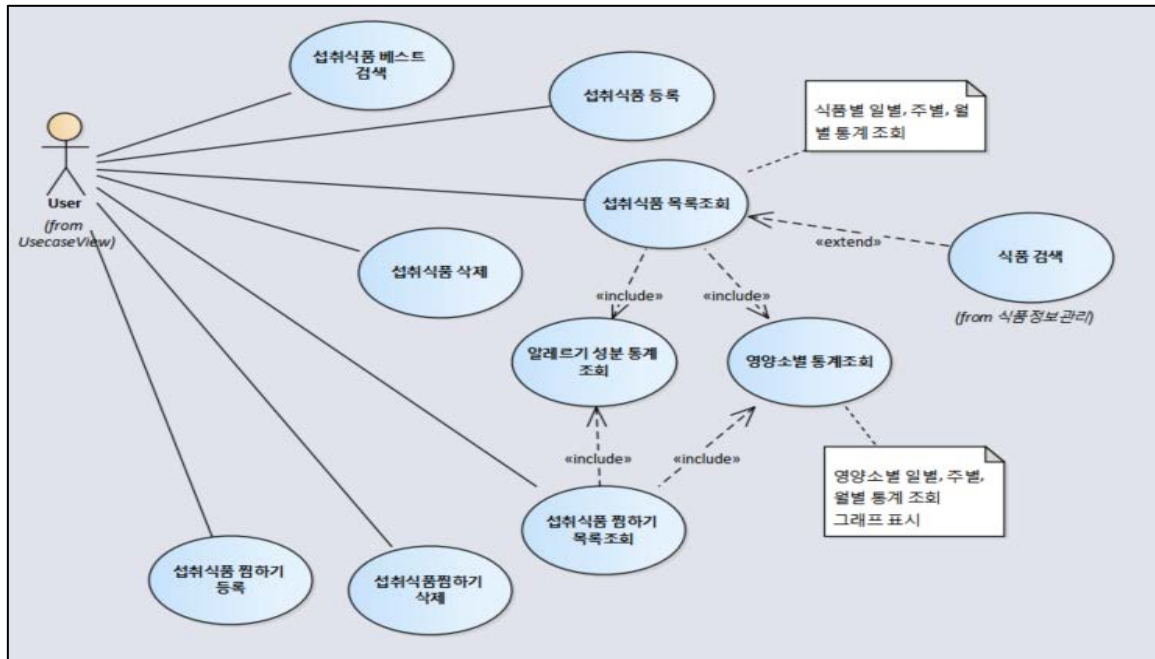 섭취식품 베스트
검색
섭취식품 등록
식품별 일별, 주별, 월
별 통계 조회
User
(from
UsecaseView)
섭취식품 목록조회
«extend»
식품 검색
(from 식품정보관리)
섭취식품 삭제
«include»
«include»
알레르기 성분 통계
조회
영양소별 통계조회
«include»
«include»
영양소별 일별, 주별,
월별 통계 조회
그래프 표시
섭취식품 찜하기
목록조회
섭취식품 찜하기
등록
섭취식품찜하기
삭제